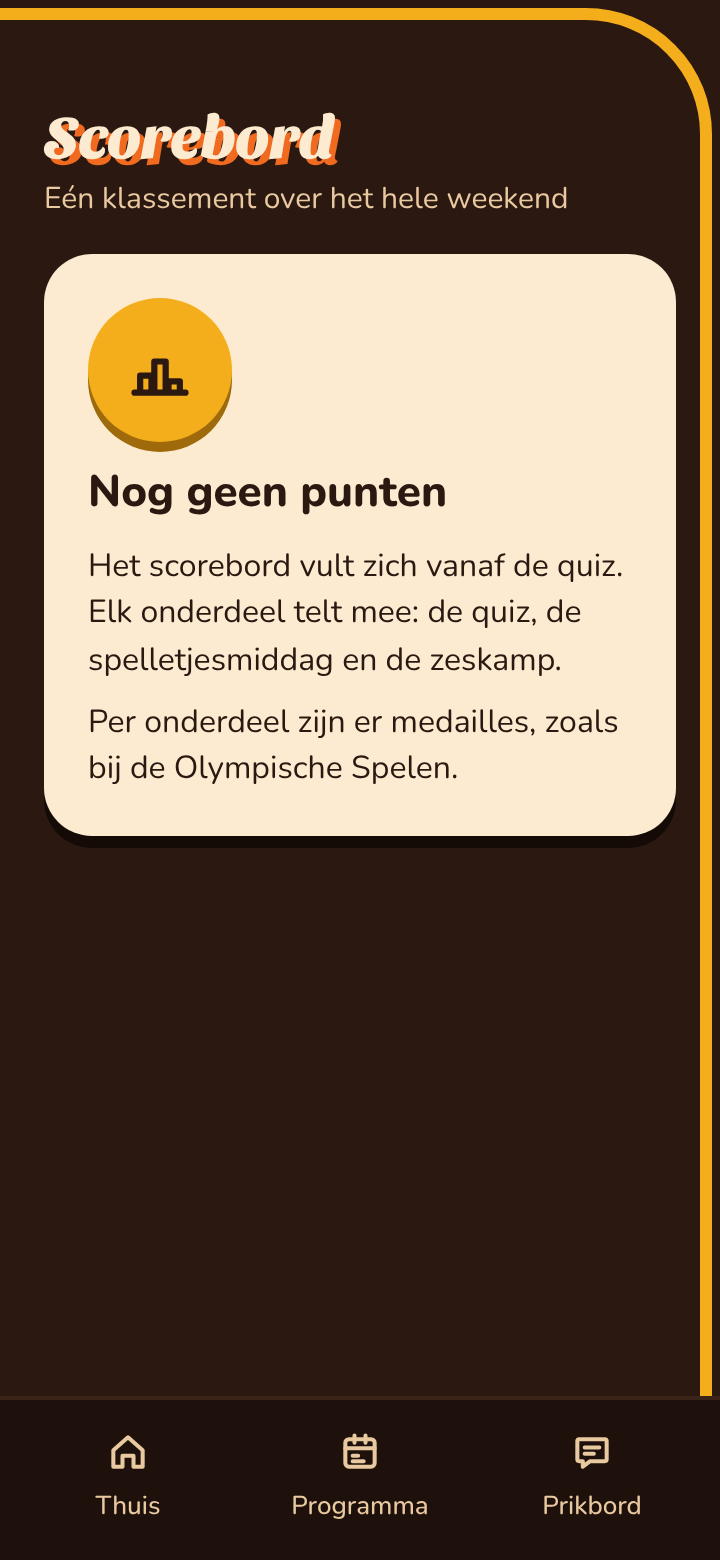 Scorebord
Eén klassement over het hele weekend
Nog geen punten
Het scorebord vult zich vanaf de quiz.
Elk onderdeel telt mee: de quiz, de
spelletjesmiddag en de zeskamp.
Per onderdeel zijn er medailles, zoals
bij de Olympische Spelen.
Thuis
Programma
Prikbord